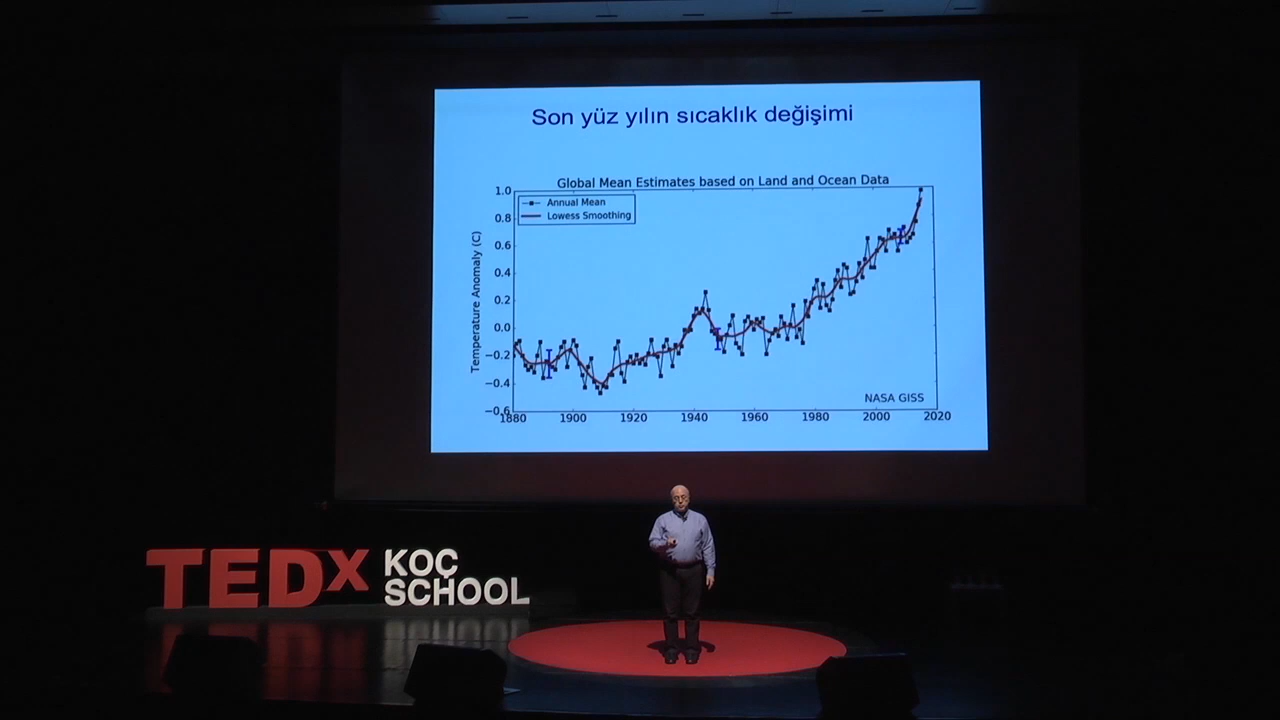 Son yüz yılın sıcaklık değişimi
Global Mean Estimates based on Land and Ocean Data
Annual Mean
Lowess Smoothing
Temperature Anomaly (C)
1.0
0.8
0.6
0.4
0.2
0.0
−0.2
−0.4
−0.6
NASA GISS
1880 1900 1920 1940 1960 1980 2000 2020
TEDx KOÇ
SCHOOL